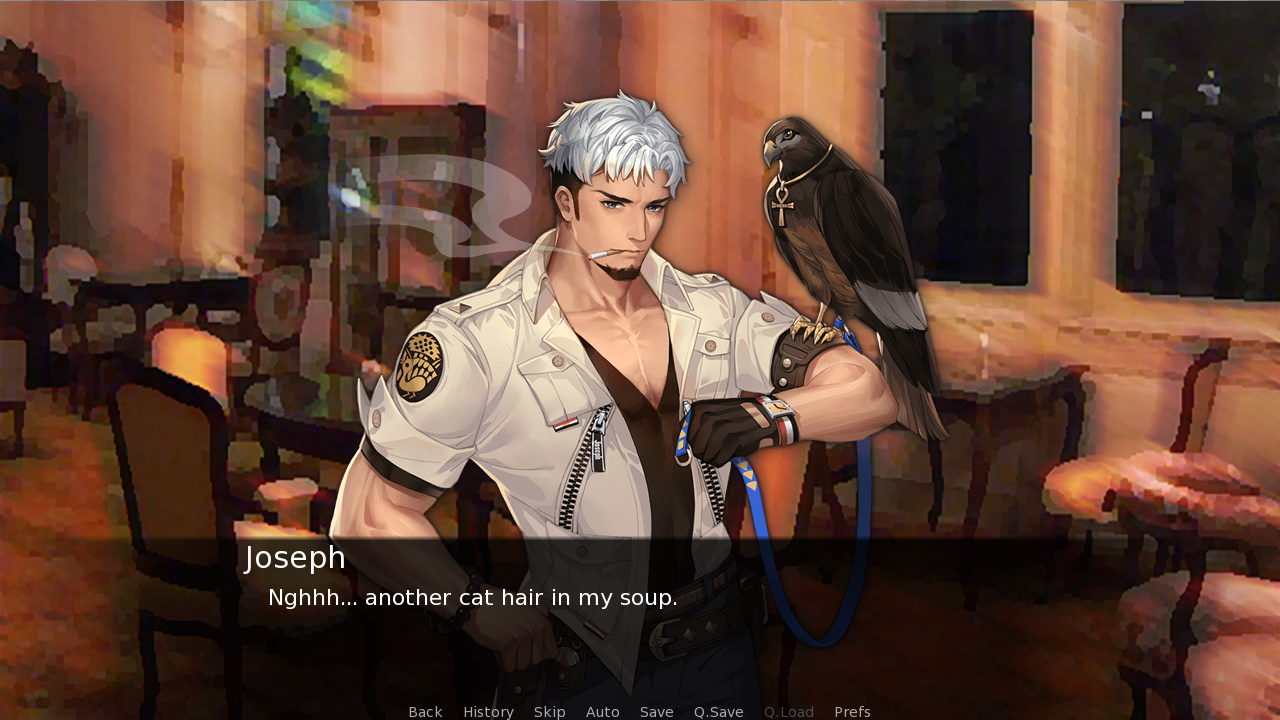 Joseph
Nghhh... another cat hair in my soup.
Back History Skip Auto Save Q.Save Q.Load Prefs